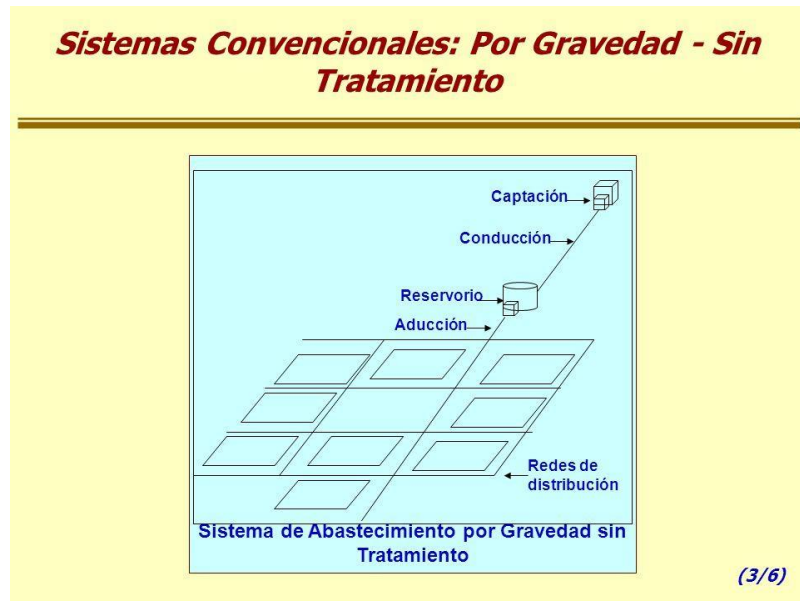 Sistemas Convencionales: Por Gravedad - Sin
Tratamiento
Captación
Conducción
Reservorio
Aducción
Redes de
distribución
Sistema de Abastecimiento por Gravedad sin
Tratamiento
(3/6)